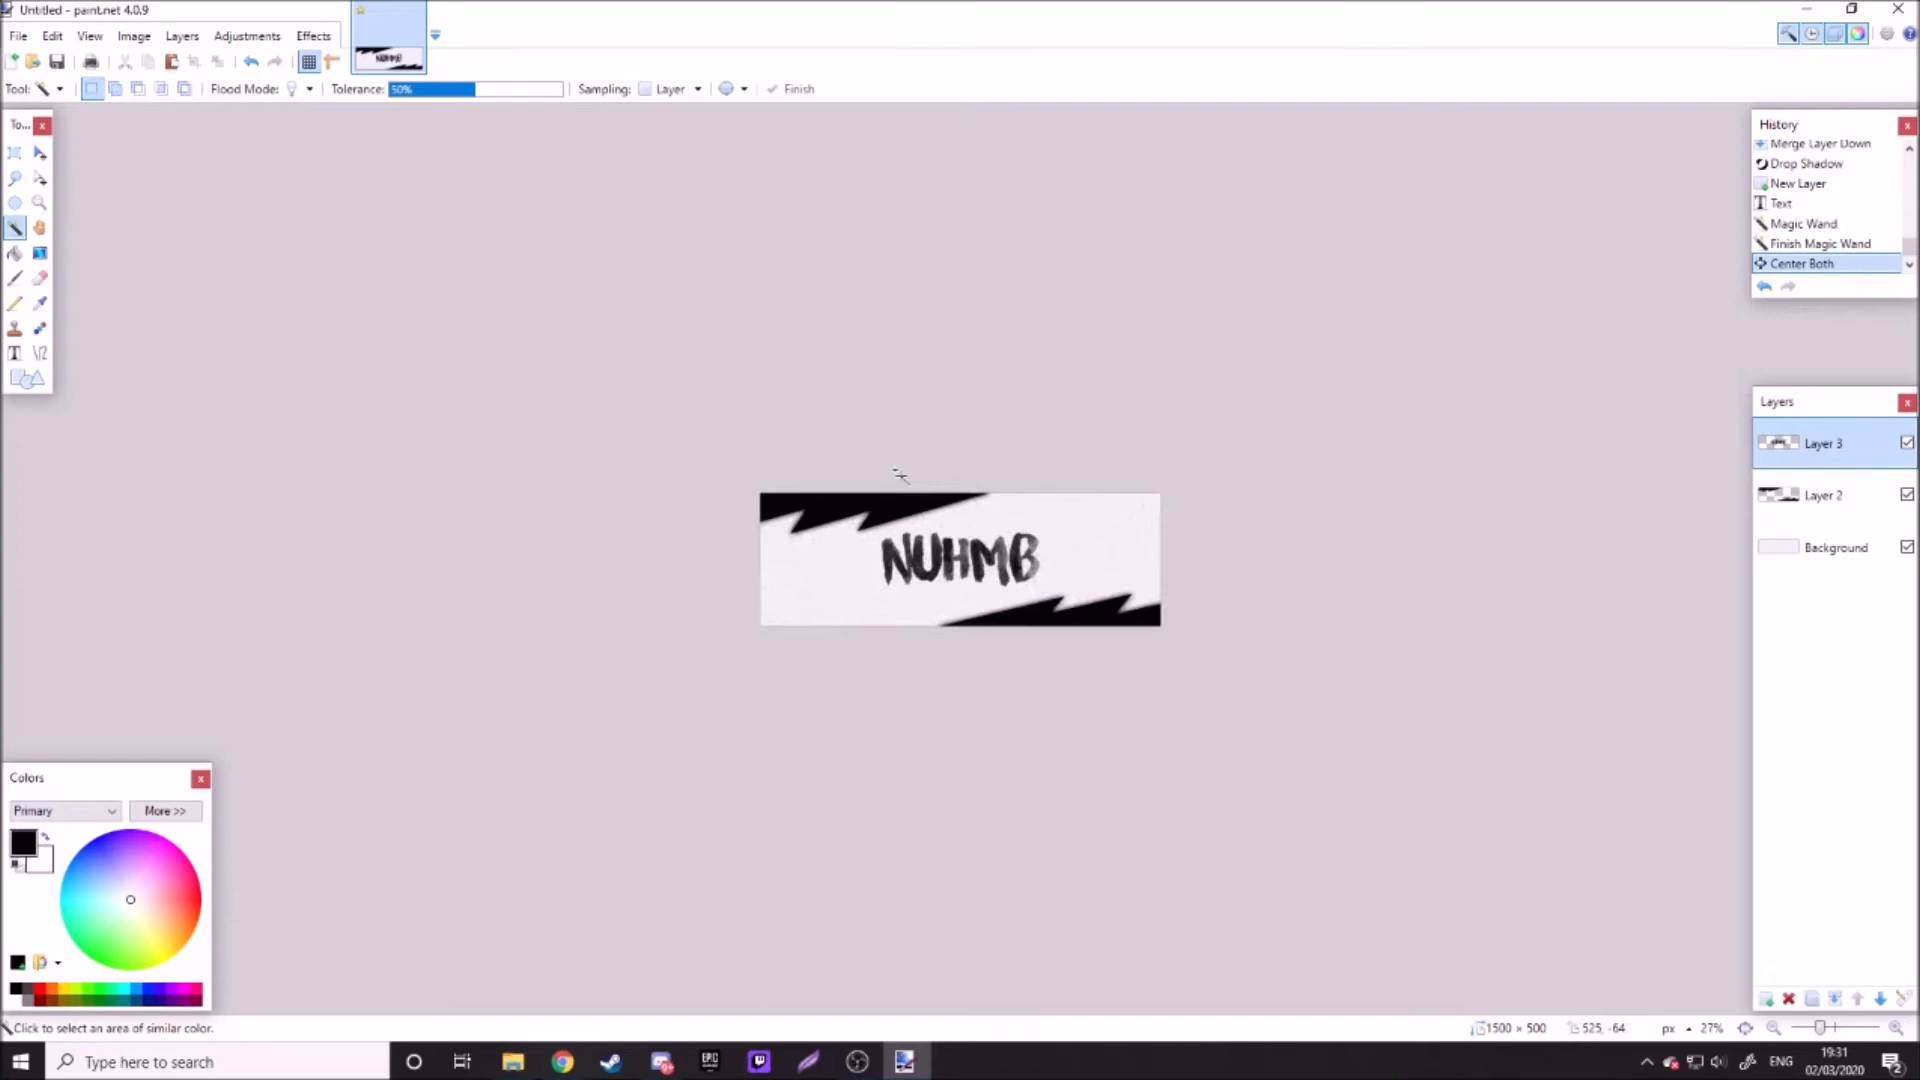 Untitled - paint.net 4.0.9
File Edit View Image Layers Adjustments Effects
Tool: Flood Mode: Tolerance: 50% Sampling: Layer Finish
To...
History
Merge Layer Down
Drop Shadow
New Layer
Text
Magic Wand
Finish Magic Wand
Center Both
NUHMB
Layers
Layer 3
Layer 2
Background
Colors
Primary More >>
Click to select an area of similar color. 1500 × 500 525, -64 px 27%
Type here to search EPIC ENG 19:31
02/03/2020 2